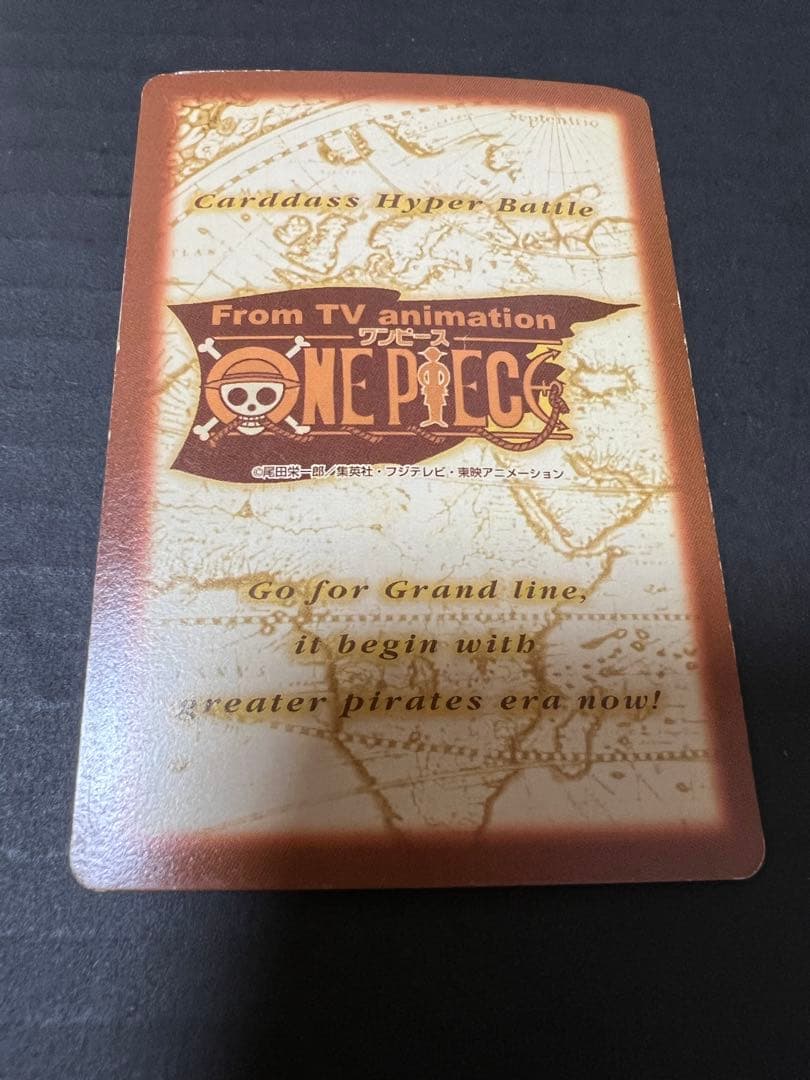 Septentrio
Carddass Hyper Battle
From TV animation
ワンピース
ONE PIECE
©尾田栄一郎／集英社・フジテレビ・東映アニメーション
Go for Grand line,
it begin with
greater pirates era now!